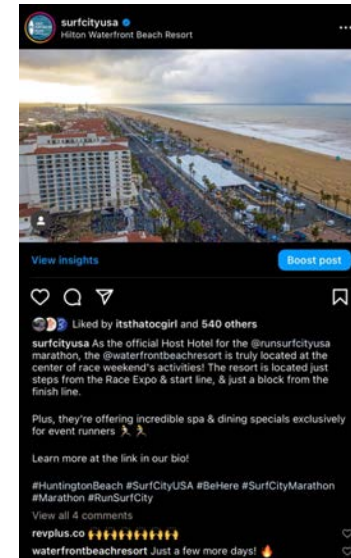 surfcityusa
Hilton Waterfront Beach Resort
View insights
Boost post
Liked by itsthatocgirl and 540 others
surfcityusa As the official Host Hotel for the @runsurfcityusa
marathon, the @waterfrontbeachresort is truly located at the
center of race weekend's activities! The resort is located just
steps from the Race Expo & start line, & just a block from the
finish line.
Plus, they're offering incredible spa & dining specials exclusively
for event runners 🏃🏃
Learn more at the link in our bio!
#HuntingtonBeach #SurfCityUSA #BeHere #SurfCityMarathon
#Marathon #RunSurfCity
View all 4 comments
revplus.co 🙌🙌🙌🙌🙌🙌🙌🙌
waterfrontbeachresort Just a few more days! 🔥